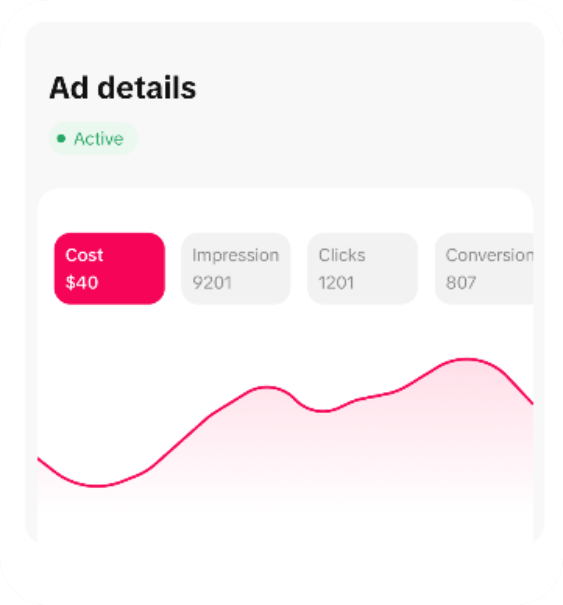 Ad details
Active
Cost
$40
Impression
9201
Clicks
1201
Conversion
807